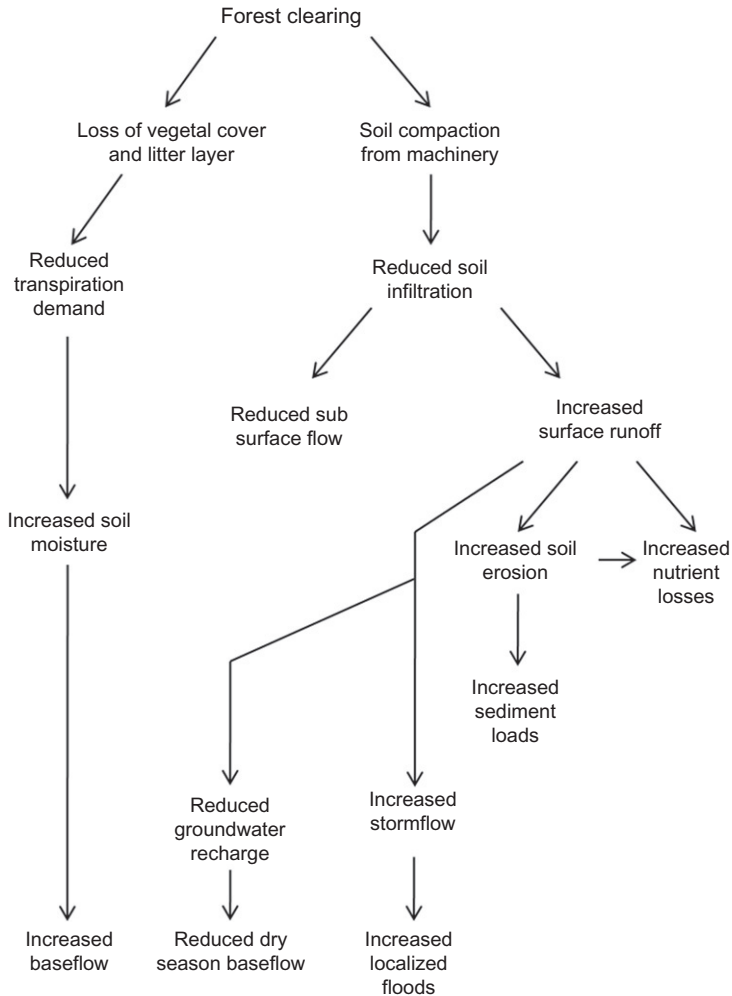 Forest clearing
Loss of vegetal cover
and litter layer
Soil compaction
from machinery
Reduced
transpiration
demand
Reduced soil
infiltration
Reduced sub
surface flow
Increased
surface runoff
Increased soil
moisture
Increased soil
erosion
Increased
nutrient
losses
Increased
sediment
loads
Reduced
groundwater
recharge
Increased
stormflow
Increased
baseflow
Reduced dry
season baseflow
Increased
localized
floods